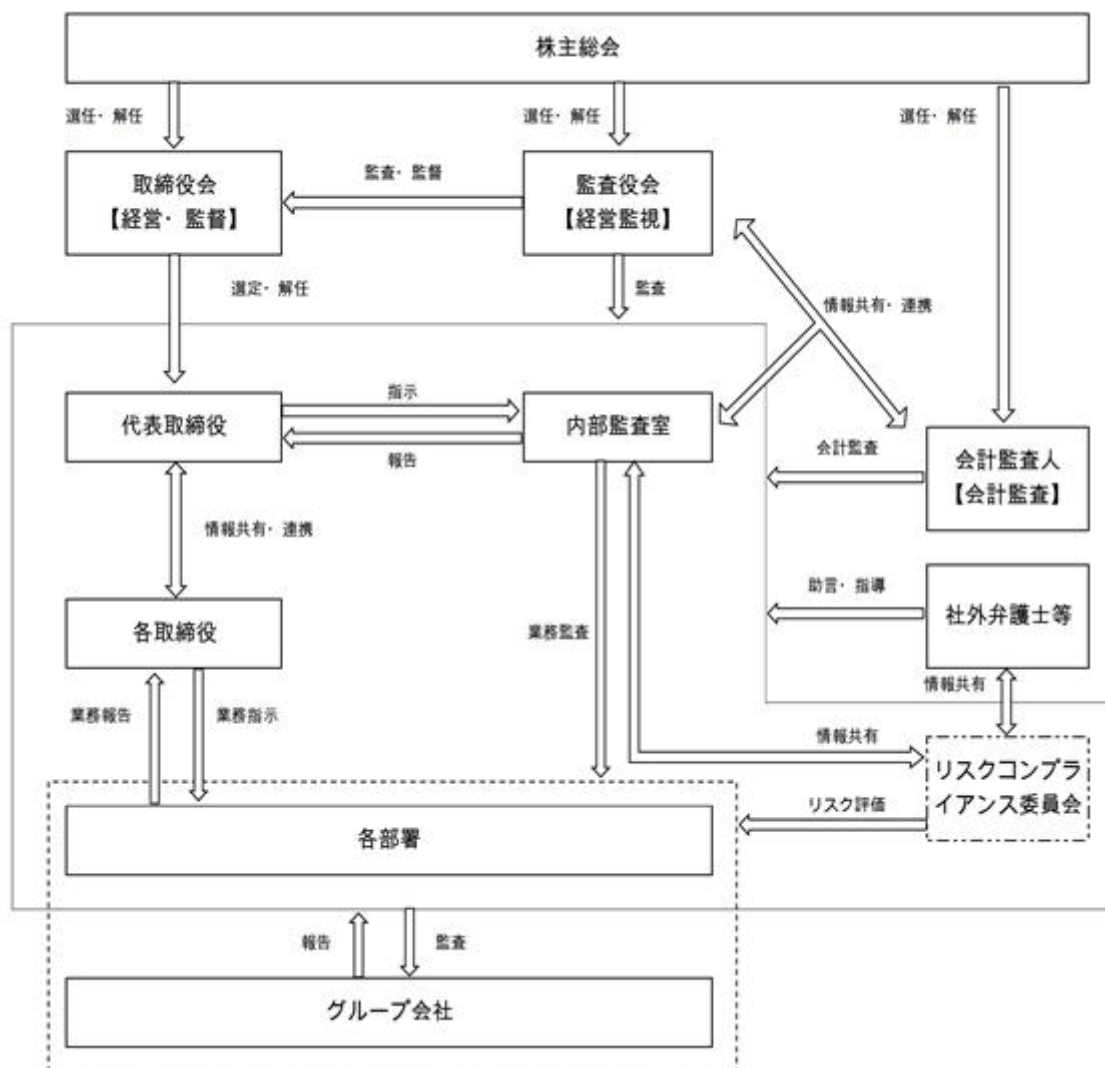 株主総会
選任・解任
選任・解任
選任・解任
取締役会
【経営・監督】
監査・監督
監査役会
【経営監視】
選定・解任
監査
情報共有・連携
代表取締役
指示
報告
内部監査室
会計監査
会計監査人
【会計監査】
情報共有・連携
助言・指導
社外弁護士等
各取締役
業務監査
情報共有
業務報告
業務指示
情報共有
リスクコンプラ
イアンス委員会
リスク評価
各部署
報告
監査
グループ会社